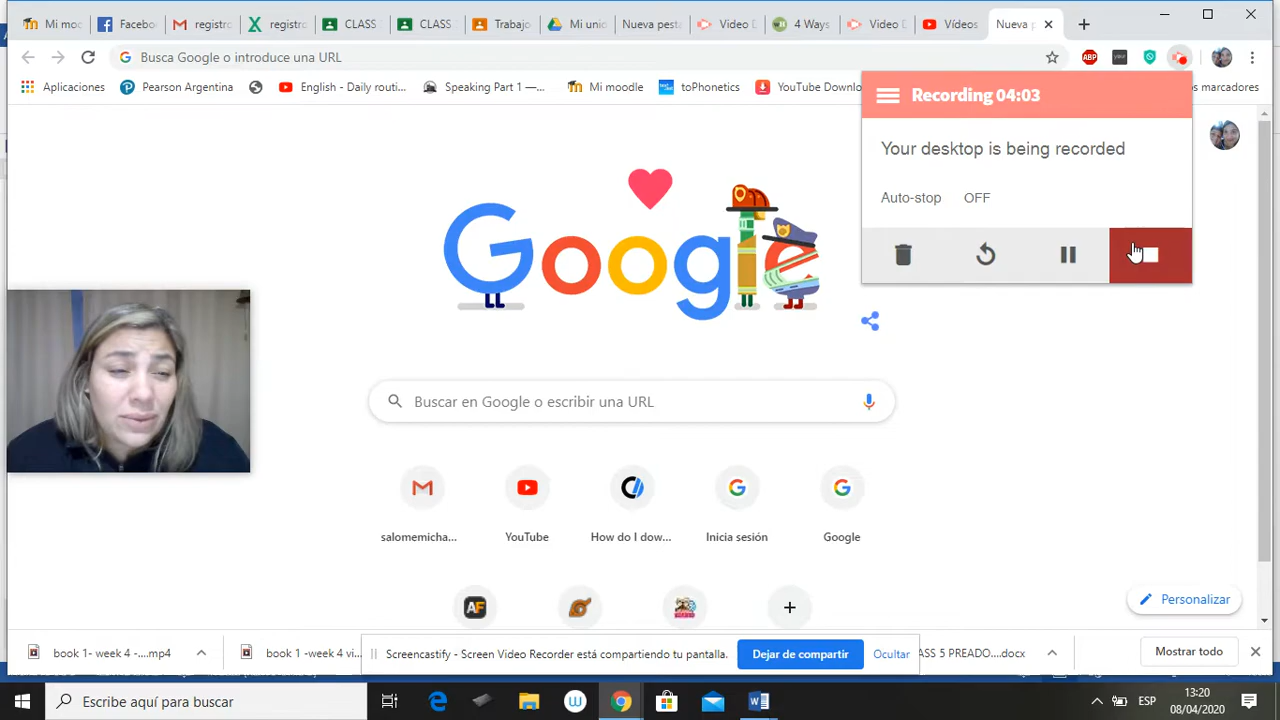 Mi moo
Facebo
registro
registro
CLASS
CLASS
Trabajo
Mi unid
Nueva pest
Video D
4 Ways
Video D
Vídeos
Nueva p
Busca Google o introduce una URL
ABP
Aplicaciones
Pearson Argentina
English - Daily routi...
Speaking Part 1 —...
Mi moodle
toPhonetics
YouTube Downlo
os marcadores
Recording 04:03
Your desktop is being recorded
Auto-stop OFF
Google
Buscar en Google o escribir una URL
salomemicha...
YouTube
How do I dow...
Inicia sesión
Google
AF
Personalizar
book 1- week 4 -....mp4
book 1 -week 4 vi...
Screencastify - Screen Video Recorder está compartiendo tu pantalla.
Dejar de compartir
Ocultar
ASS 5 PREADO....docx
Mostrar todo
Escribe aquí para buscar
ESP
13:20
08/04/2020